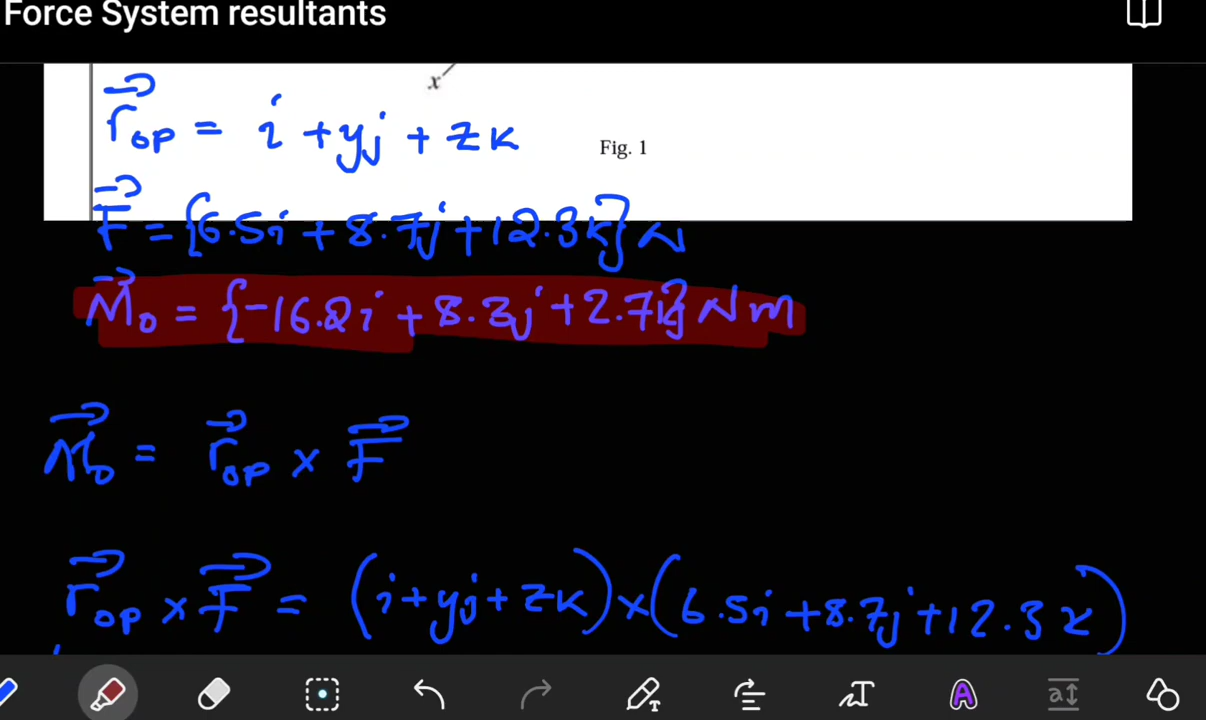 Force System resultants
x
r⃗op = i + yj + zk
Fig. 1
F⃗ = {6.5i + 8.7j + 12.3k} N
M⃗o = {-16.2i + 8.3j + 2.7k} Nm
M⃗o = r⃗op × F⃗
r⃗op × F⃗ = (i + yj + zk) × (6.5i + 8.7j + 12.3k)